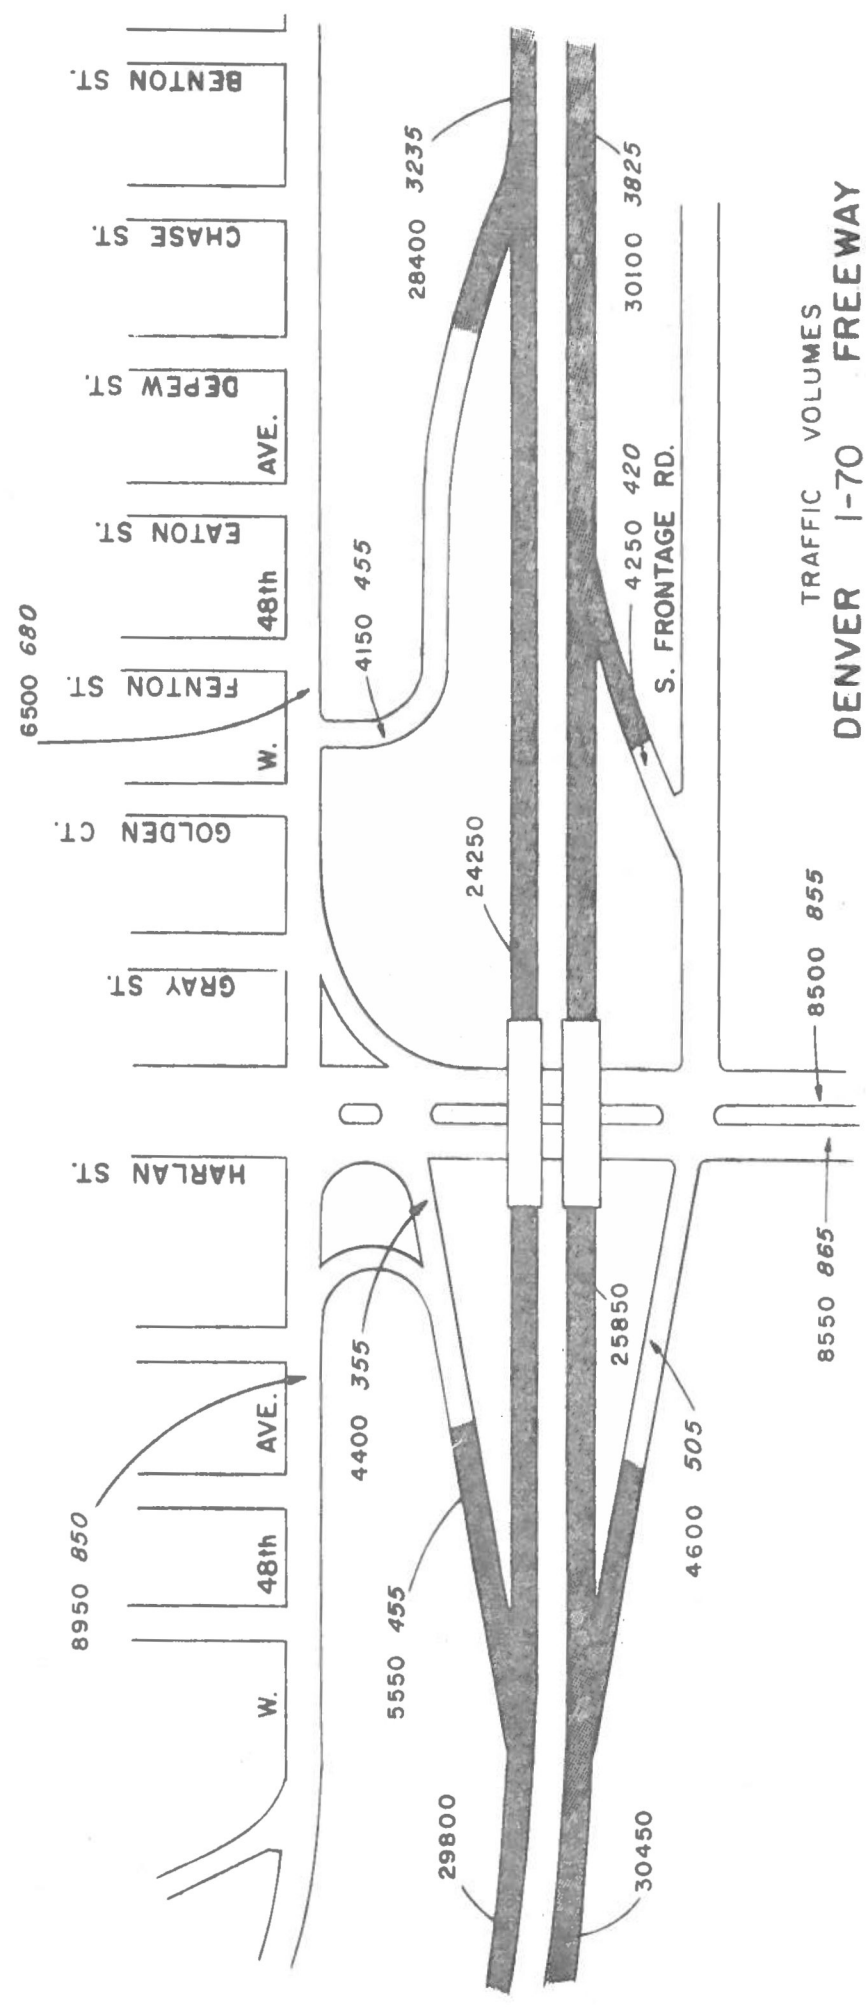 BENTON ST.
CHASE ST.
DEPEW ST.
EATON ST.
FENTON ST.
GOLDEN CT.
GRAY ST.
HARLAN ST.
W. 48th AVE.
W. 48th AVE.
6500 680
8950 850
4150 455
28400 3235
30100 3825
4250 420
S. FRONTAGE RD.
24250
4400 355
5550 455
29800
30450
25850
4600 505
8500 855
8550 865
TRAFFIC VOLUMES
DENVER I-70 FREEWAY